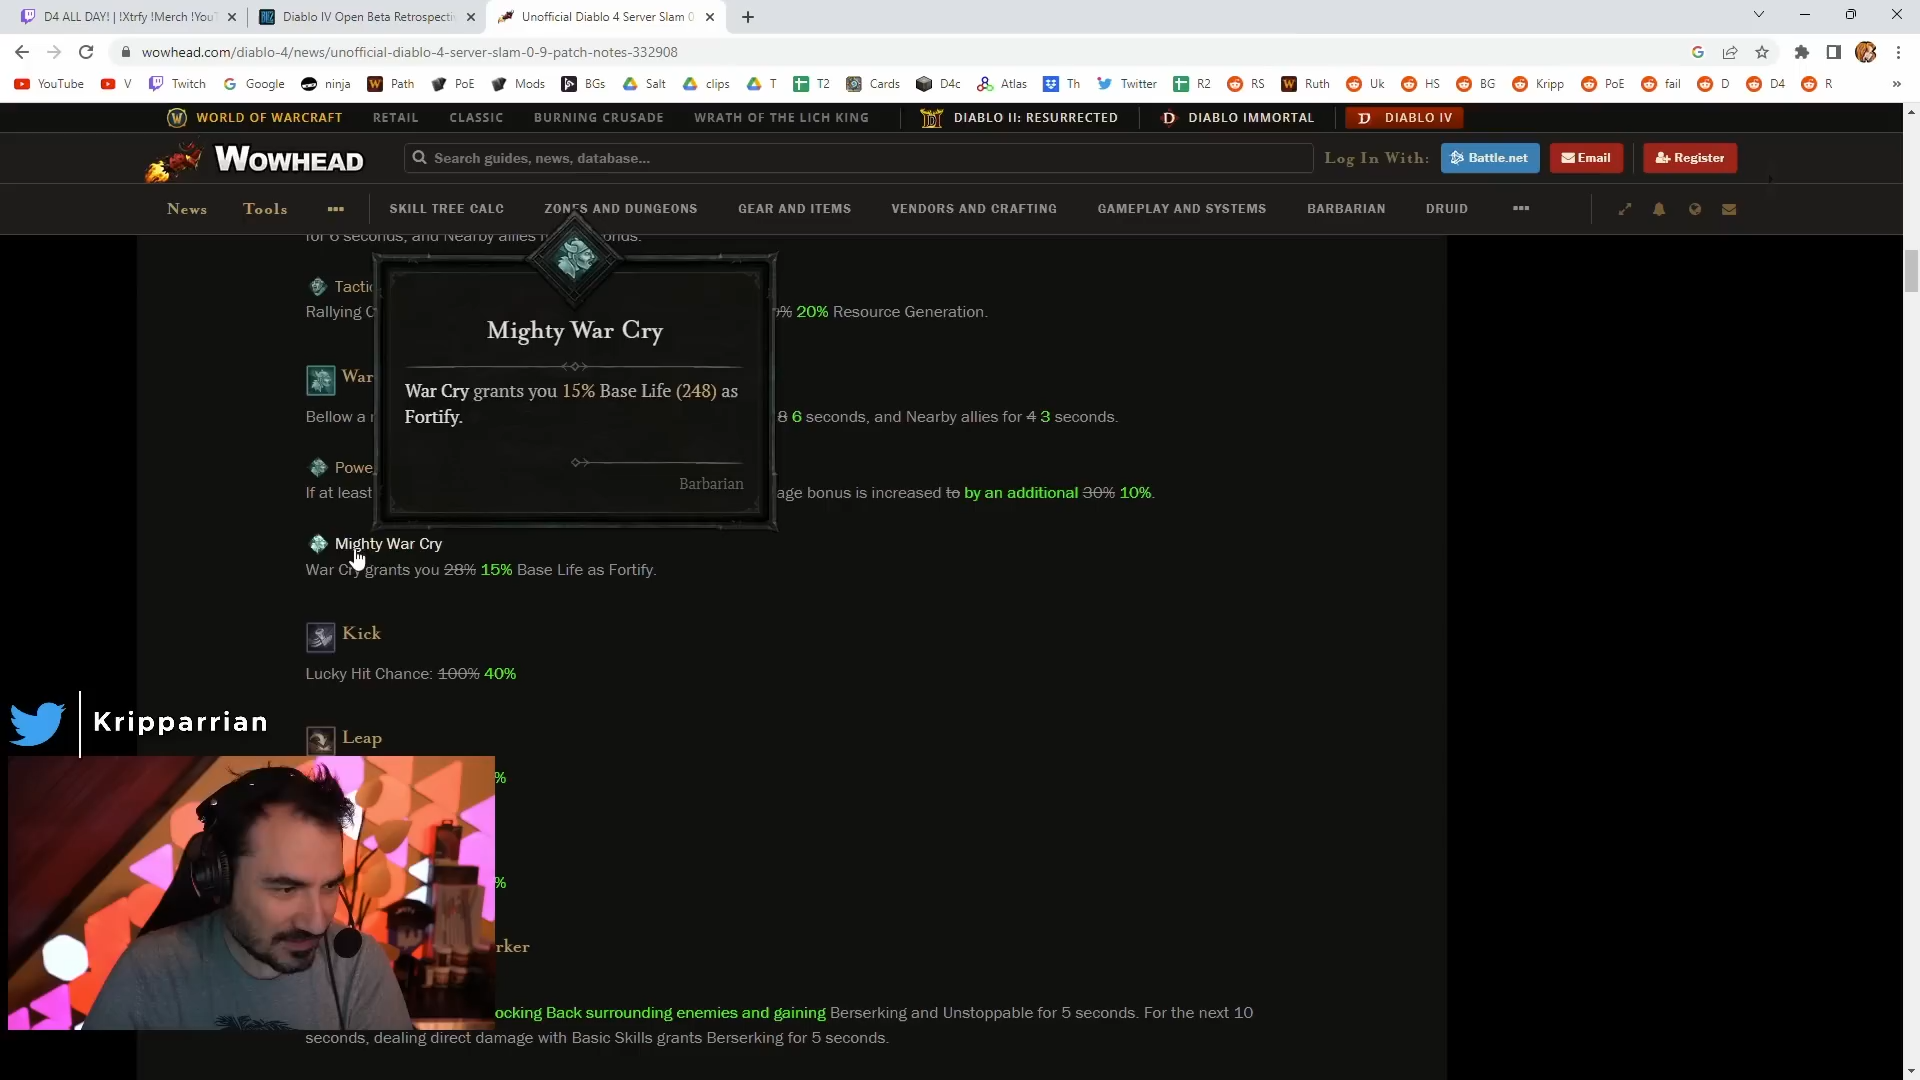 D4 ALL DAY! | !Xtrfy !Merch !YouT
Diablo IV Open Beta Retrospectiv
Unofficial Diablo 4 Server Slam 0
wowhead.com/diablo-4/news/unofficial-diablo-4-server-slam-0-9-patch-notes-332908
YouTube V Twitch Google ninja Path PoE Mods BGs Salt clips T T2 Cards D4c Atlas Th Twitter R2 RS Ruth Uk HS BG Kripp PoE fail D D4 R »
WORLD OF WARCRAFT RETAIL CLASSIC BURNING CRUSADE WRATH OF THE LICH KING DIABLO II: RESURRECTED DIABLO IMMORTAL DIABLO IV
WOWHEAD Search guides, news, database... Log In With: Battle.net Email Register
News Tools SKILL TREE CALC ZONES AND DUNGEONS GEAR AND ITEMS VENDORS AND CRAFTING GAMEPLAY AND SYSTEMS BARBARIAN DRUID
for 6 seconds, and Nearby allies
Tactic
Rallying C % 20% Resource Generation.
Mighty War Cry
War Cry grants you 15% Base Life (248) as
Fortify.
Barbarian
War
Bellow a 8 6 seconds, and Nearby allies for 4 3 seconds.
Powe
If at least age bonus is increased to by an additional 30% 10%.
Mighty War Cry
War Cry grants you 28% 15% Base Life as Fortify.
Kick
Lucky Hit Chance: 100% 40%
Kripparrian
Leap
%
%
rker
ocking Back surrounding enemies and gaining Berserking and Unstoppable for 5 seconds. For the next 10
seconds, dealing direct damage with Basic Skills grants Berserking for 5 seconds.